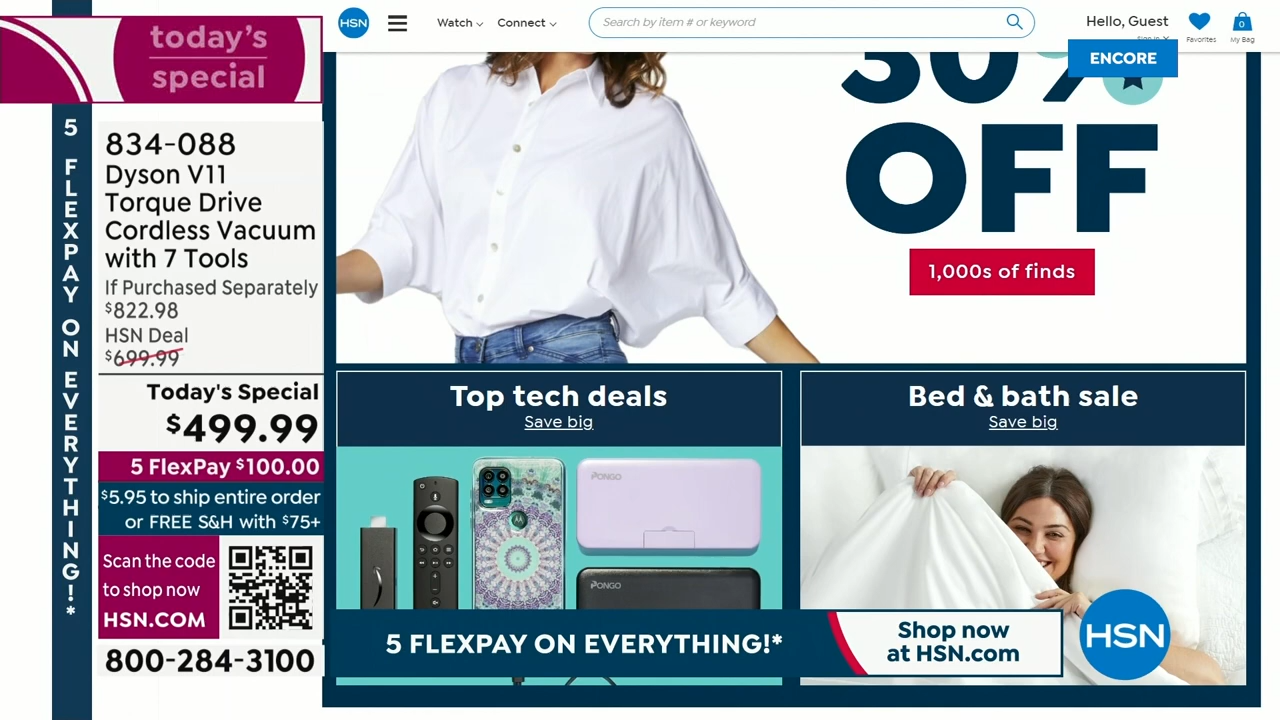 today's
special
5 FLEXPAY ON EVERYTHING!*
834-088
Dyson V11
Torque Drive
Cordless Vacuum
with 7 Tools
If Purchased Separately
$822.98
HSN Deal
$699.99
Today's Special
$499.99
5 FlexPay $100.00
$5.95 to ship entire order
or FREE S&H with $75+
Scan the code
to shop now
HSN.COM
800-284-3100
HSN
Watch
Connect
Search by item # or keyword
Hello, Guest
Sign in
Favorites
0
My Bag
ENCORE
30%
OFF
1,000s of finds
Top tech deals
Save big
Bed & bath sale
Save big
PONGO
PONGO
5 FLEXPAY ON EVERYTHING!*
Shop now
at HSN.com
HSN